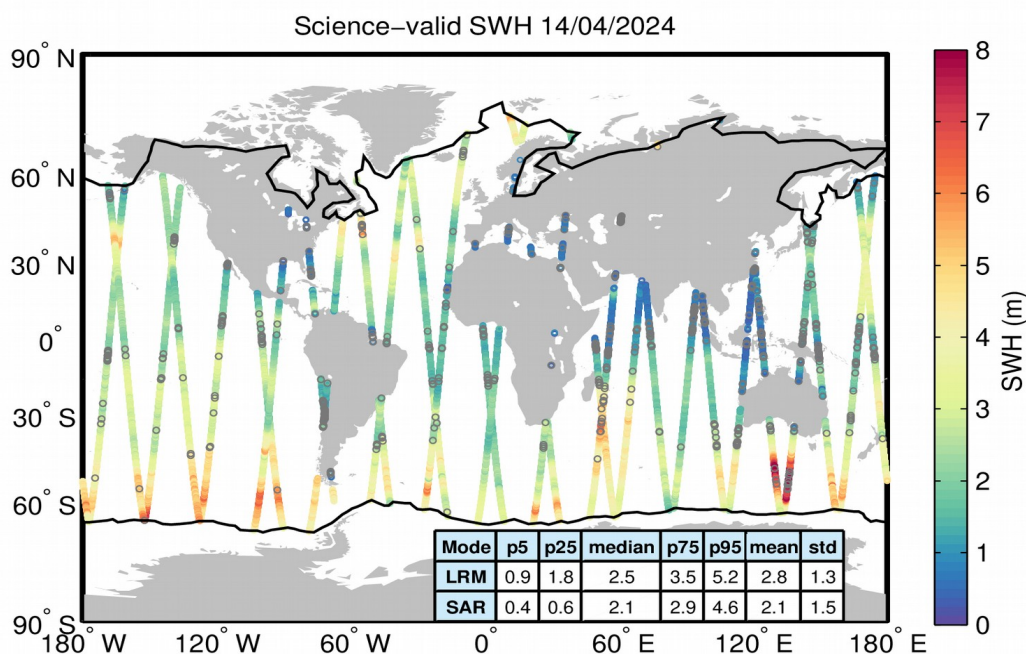 Science−valid SWH 14/04/2024
90° N
60° N
30° N
0°
30° S
60° S
90° S
180° W
120° W
60° W
0°
60° E
120° E
180° E
Mode p5 p25 median p75 p95 mean std
LRM 0.9 1.8 2.5 3.5 5.2 2.8 1.3
SAR 0.4 0.6 2.1 2.9 4.6 2.1 1.5
8
7
6
5
4
3
2
1
0
SWH (m)